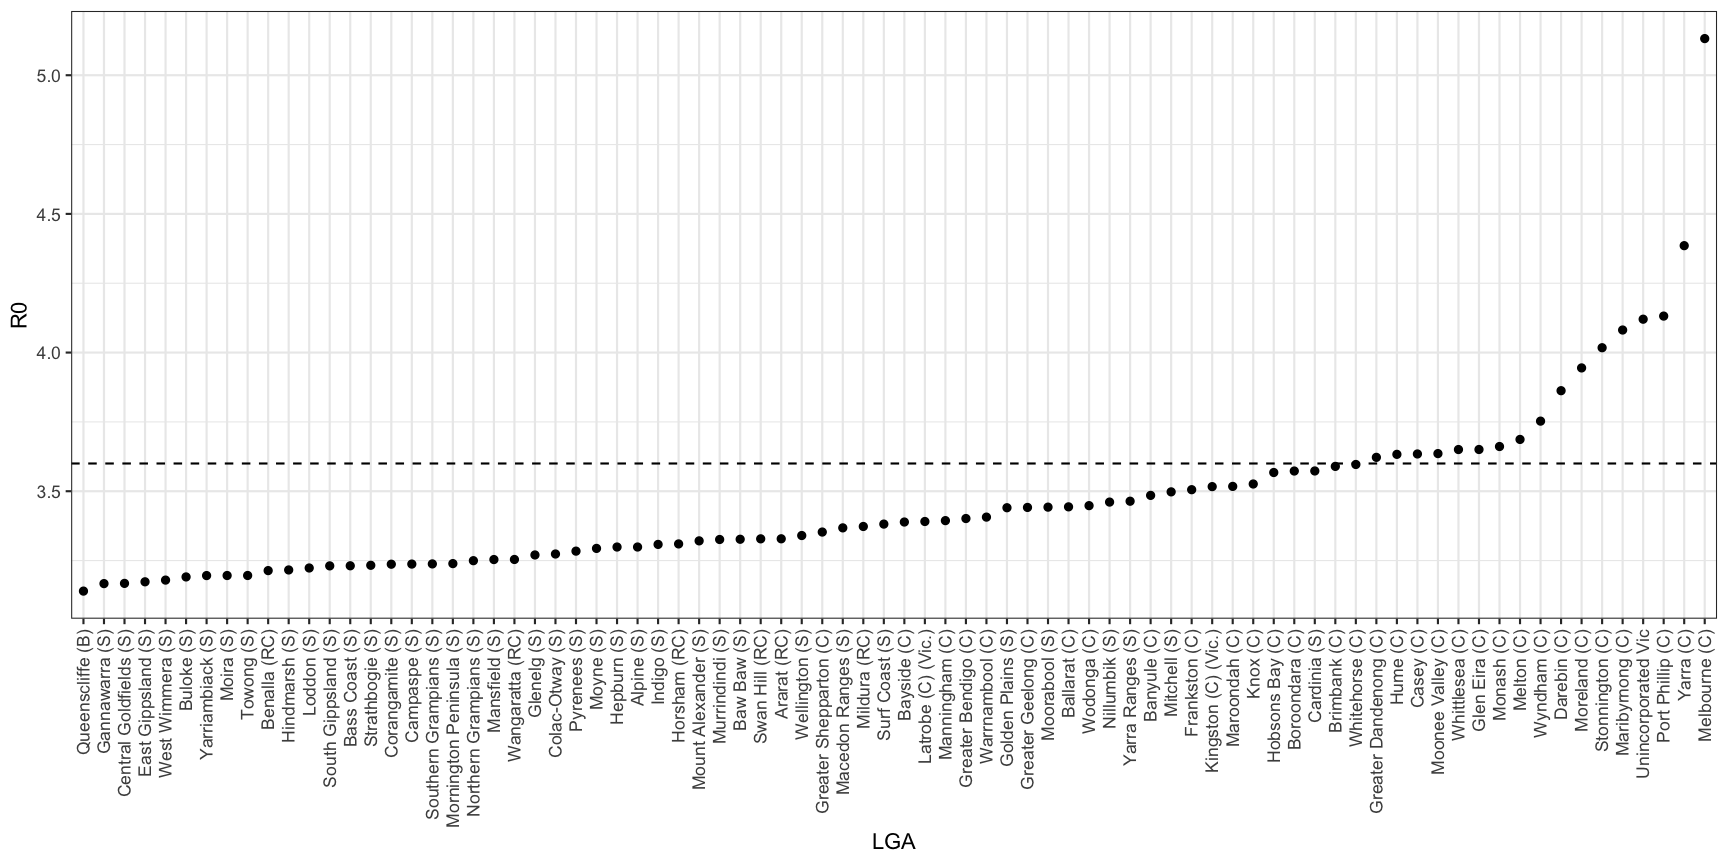 R0
5.0
4.5
4.0
3.5
Queenscliffe (B)
Gannawarra (S)
Central Goldfields (S)
East Gippsland (S)
West Wimmera (S)
Buloke (S)
Yarriambiack (S)
Moira (S)
Towong (S)
Benalla (RC)
Hindmarsh (S)
Loddon (S)
South Gippsland (S)
Bass Coast (S)
Strathbogie (S)
Corangamite (S)
Campaspe (S)
Southern Grampians (S)
Mornington Peninsula (S)
Northern Grampians (S)
Mansfield (S)
Wangaratta (RC)
Glenelg (S)
Colac-Otway (S)
Pyrenees (S)
Moyne (S)
Hepburn (S)
Alpine (S)
Indigo (S)
Horsham (RC)
Mount Alexander (S)
Murrindindi (S)
Baw Baw (S)
Swan Hill (RC)
Ararat (RC)
Wellington (S)
Greater Shepparton (C)
Macedon Ranges (S)
Mildura (RC)
Surf Coast (S)
Bayside (C)
Latrobe (C) (Vic.)
Manningham (C)
Greater Bendigo (C)
Warrnambool (C)
Golden Plains (S)
Greater Geelong (C)
Moorabool (S)
Ballarat (C)
Wodonga (C)
Nillumbik (S)
Yarra Ranges (S)
Banyule (C)
Mitchell (S)
Frankston (C)
Kingston (C) (Vic.)
Maroondah (C)
Knox (C)
Hobsons Bay (C)
Boroondara (C)
Cardinia (S)
Brimbank (C)
Whitehorse (C)
Greater Dandenong (C)
Hume (C)
Casey (C)
Moonee Valley (C)
Whittlesea (C)
Glen Eira (C)
Monash (C)
Melton (C)
Wyndham (C)
Darebin (C)
Moreland (C)
Stonnington (C)
Maribyrnong (C)
Unincorporated Vic
Port Phillip (C)
Yarra (C)
Melbourne (C)
LGA